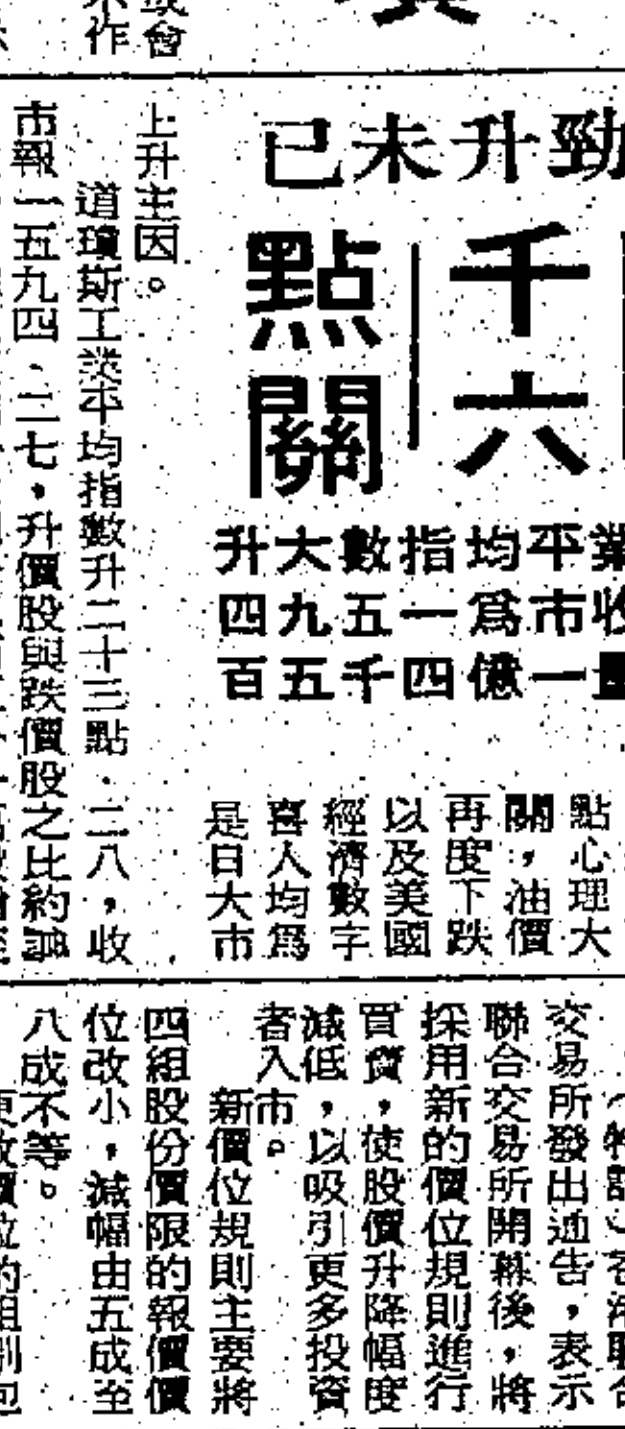 會
作
勁升未已
千六
點關
業平均指數大升
收市爲一五九四
一億四千五百
點心理大
關，油價
再度下跌
以及美國
經濟數字
喜人均爲
是日大市
上升主因。
道瓊斯工業平均指數升二十三點．二八，收
市報一五九四．二七，升價股與跌價股之比約
交易所發出通告，表示
聯合交易所開幕後，將
採用新的價位規則進行
買賣，使股價升降幅度
減低，以吸引更多投資
者入市。
新價位規則主要將
四組股份價限的報價價
位改小，減幅由五成至
八成不等。